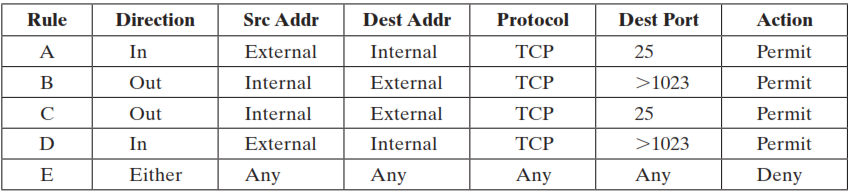 Rule Direction Src Addr Dest Addr Protocol Dest Port Action
A In External Internal TCP 25 Permit
B Out Internal External TCP >1023 Permit
C Out Internal External TCP 25 Permit
D In External Internal TCP >1023 Permit
E Either Any Any Any Any Deny